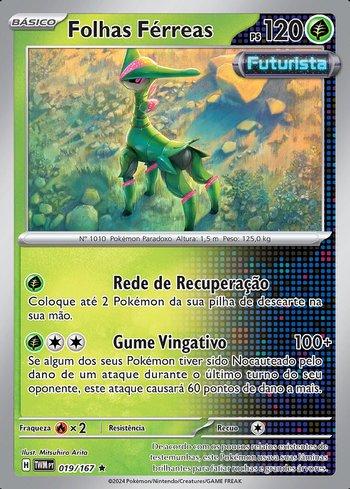 BÁSICO
Folhas Férreas PS 120
Futurista
Nº 1010 Pokémon Paradoxo Altura: 1,5 m Peso: 125,0 kg
Rede de Recuperação
Coloque até 2 Pokémon da sua pilha de descarte na
sua mão.
Gume Vingativo 100+
Se algum dos seus Pokémon tiver sido Nocauteado pelo
dano de um ataque durante o último turno do seu
oponente, este ataque causará 60 pontos de dano a mais.
Fraqueza × 2 Resistência Recuo
Ilust. Mitsuhiro Arita
H TWM PT 019/167 ★
De acordo com os poucos relatos existentes de
testemunhas, este Pokémon usava suas lâminas
brilhantes para fatiar rochas e grandes árvores.
©2024 Pokémon/Nintendo/Creatures/GAME FREAK